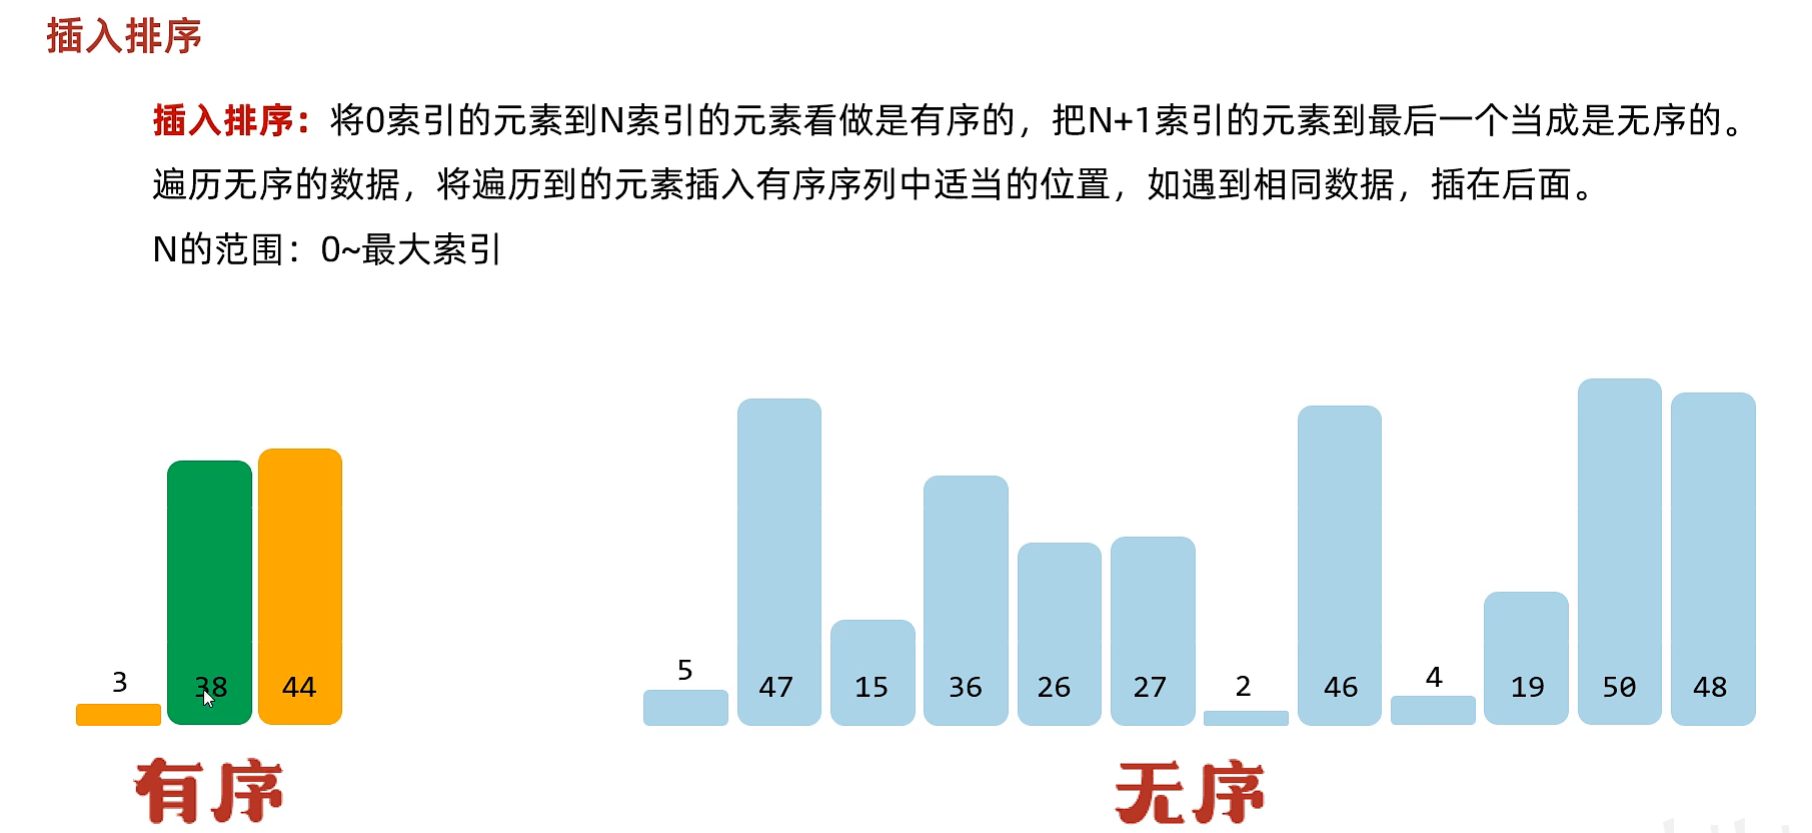 插入排序
插入排序：将0索引的元素到N索引的元素看做是有序的，把N+1索引的元素到最后一个当成是无序的。
遍历无序的数据，将遍历到的元素插入有序序列中适当的位置，如遇到相同数据，插在后面。
N的范围：0~最大索引
3 38 44 5 47 15 36 26 27 2 46 4 19 50 48
有序 无序